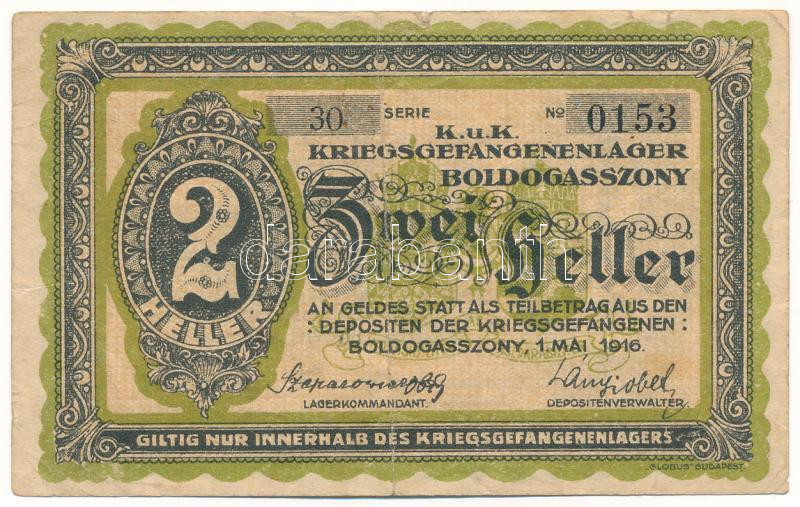 30 SERIE № 0153
K.u.K.
KRIEGSGEFANGENENLAGER
BOLDOGASSZONY
2
HELLER
Zwei Heller
darabanth
AN GELDES STATT ALS TEILBETRAG AUS DEN
: DEPOSITEN DER KRIEGSGEFANGENEN :
BOLDOGASSZONY, 1. MAI 1916.
LAGERKOMMANDANT. DEPOSITENVERWALTER.
GILTIG NUR INNERHALB DES KRIEGSGEFANGENENLAGERS
„GLOBUS" BUDAPEST.